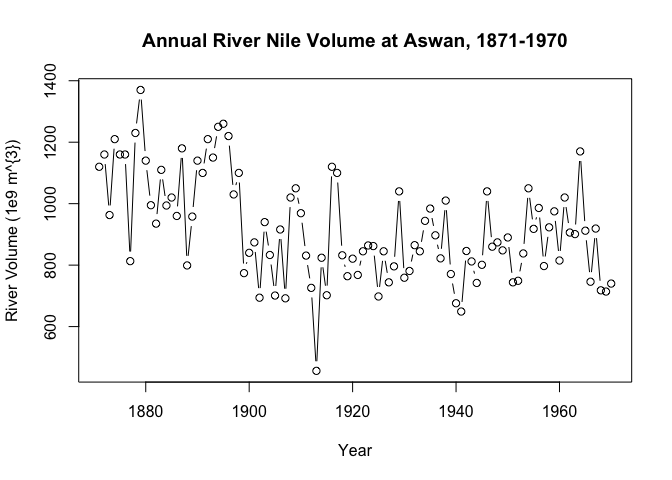 Annual River Nile Volume at Aswan, 1871-1970
River Volume (1e9 m^{3})
1400
1200
1000
800
600
1880 1900 1920 1940 1960
Year